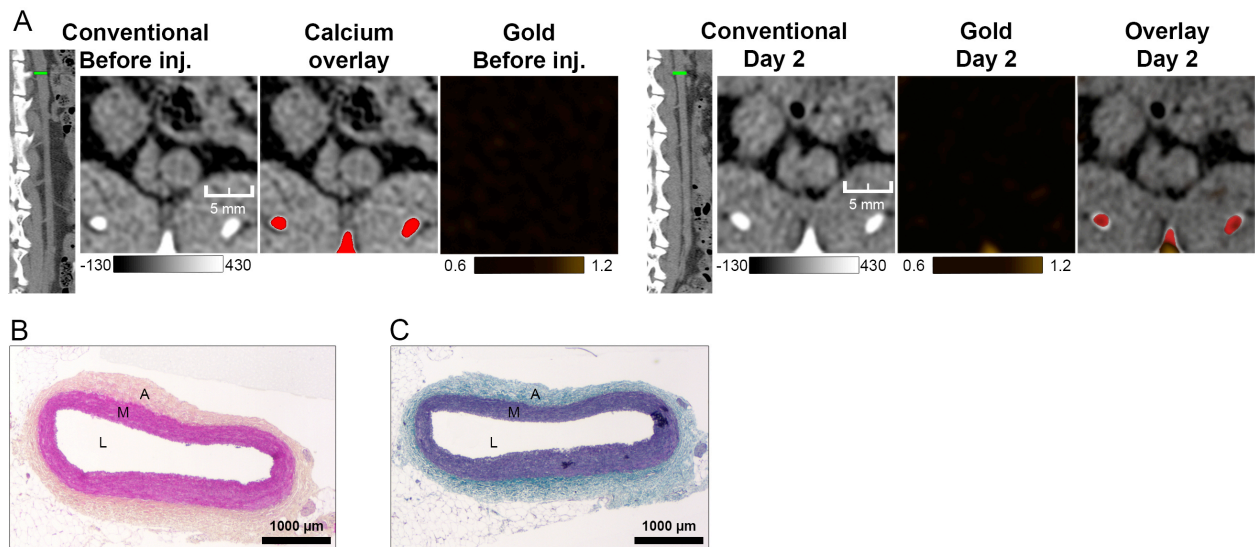 A
Conventional
Before inj.
Calcium
overlay
Gold
Before inj.
5 mm
-130
430
0.6
1.2
Conventional
Day 2
Gold
Day 2
Overlay
Day 2
5 mm
-130
430
0.6
1.2
B
A
M
L
1000 µm
C
A
M
L
1000 µm